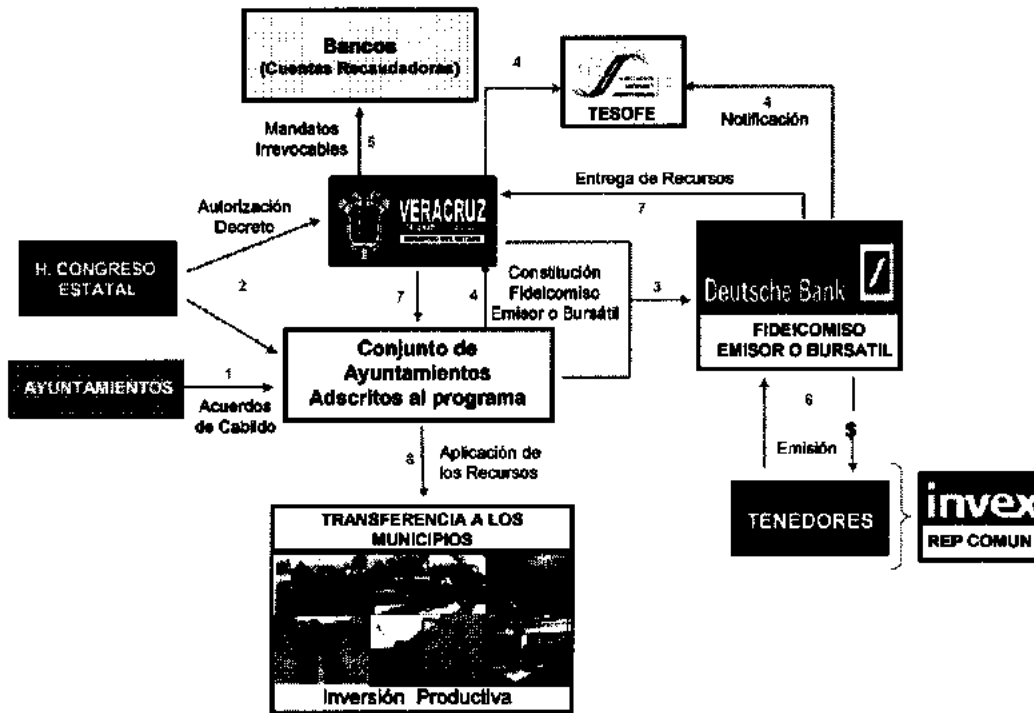 Bancos
(Cuentas Recaudadoras)
4
TESOFE
4
Notificación
Mandatos
Irrevocables
5
Entrega de Recursos
7
Autorización
Decreto
VERACRUZ
H. CONGRESO
ESTATAL
2
7
4
Constitución
Fideicomiso
Emisor o Bursátil
3
Deutsche Bank
FIDEICOMISO
EMISOR O BURSATIL
Conjunto de
Ayuntamientos
Adscritos al programa
AYUNTAMIENTOS
1
Acuerdos
de Cabildo
6
$
Emisión
8
Aplicación de
los Recursos
TENEDORES
invex
REP COMUN
TRANSFERENCIA A LOS
MUNICIPIOS
Inversión Productiva